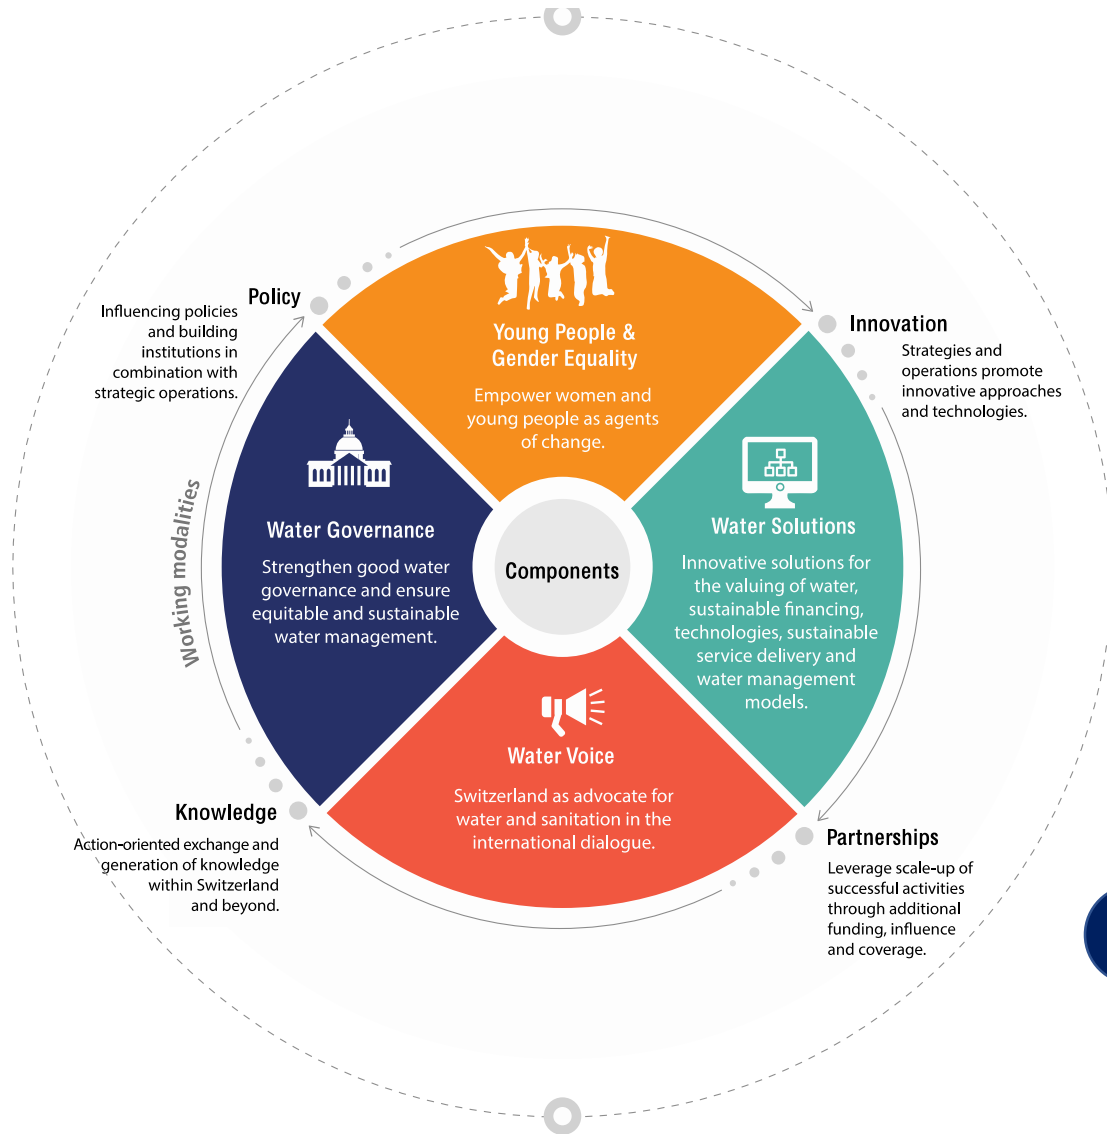 Young People &
Gender Equality
Empower women and
young people as agents
of change.
Policy
Influencing policies
and building
institutions in
combination with
strategic operations.
Innovation
Strategies and
operations promote
innovative approaches
and technologies.
Working modalities
Water Governance
Strengthen good water
governance and ensure
equitable and sustainable
water management.
Components
Water Solutions
Innovative solutions for
the valuing of water,
sustainable financing,
technologies, sustainable
service delivery and
water management
models.
Water Voice
Switzerland as advocate for
water and sanitation in the
international dialogue.
Knowledge
Action-oriented exchange and
generation of knowledge
within Switzerland
and beyond.
Partnerships
Leverage scale-up of
successful activities
through additional
funding, influence
and coverage.